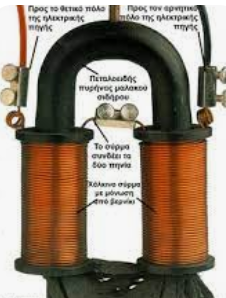 Προς το θετικό πόλο
της ηλεκτρικής
πηγής
Προς τον αρνητικό
πόλο της ηλεκτρικής
πηγής
Πεταλοειδής
πυρήνας μαλακού
σιδήρου
Το σύρμα
συνδέει τα
δύο πηνία
Χάλκινο σύρμα
με μόνωση
από βερνίκι